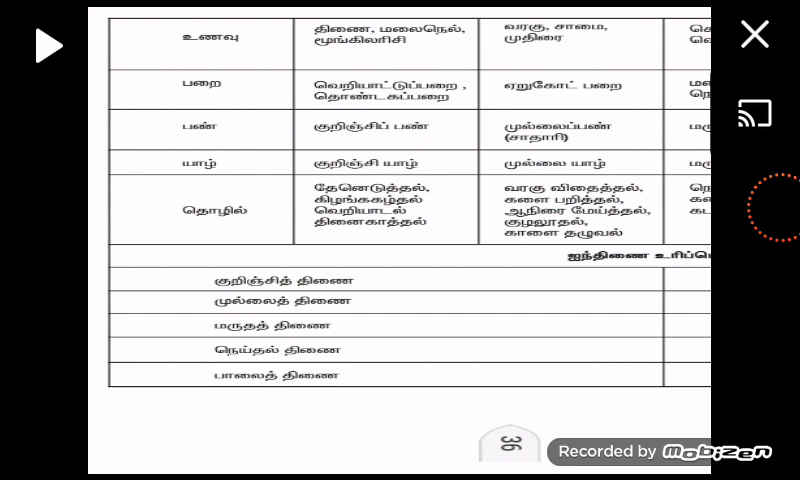 உணவு
திணை, மலைநெல்,
மூங்கிலரிசி
வரகு, சாமை,
முதிரை
பறை
வெறியாட்டுப்பறை ,
தொண்டகப்பறை
ஏறுகோட் பறை
பண்
குறிஞ்சிப் பண்
முல்லைப்பண்
(சாதாரி)
யாழ்
குறிஞ்சி யாழ்
முல்லை யாழ்
தொழில்
தேனெடுத்தல்,
கிழங்ககழ்தல்
வெறியாடல்
தினைகாத்தல்
வரகு விதைத்தல்,
களை பறித்தல்,
ஆநிரை மேய்த்தல்,
குழலூதல்,
காளை தழுவல்
ஐந்திணை
குறிஞ்சித் திணை
முல்லைத் திணை
மருதத் திணை
நெய்தல் திணை
பாலைத் திணை
36
Recorded by mobizen